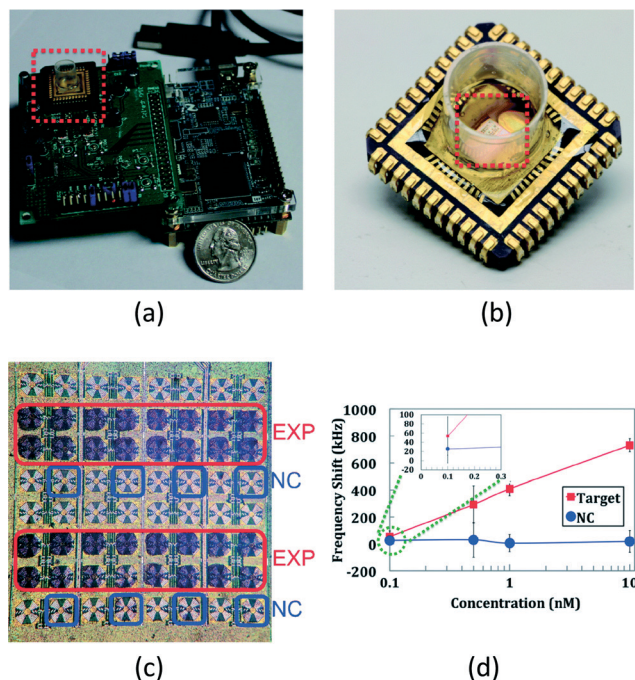 (a)
(b)
EXP
NC
EXP
NC
(c)
Frequency Shift (kHz)
1000
800
600
400
200
0
-200
100
80
60
40
20
0
-20
0
0.1
0.2
0.3
Target
NC
0.1
1
10
Concentration (nM)
(d)